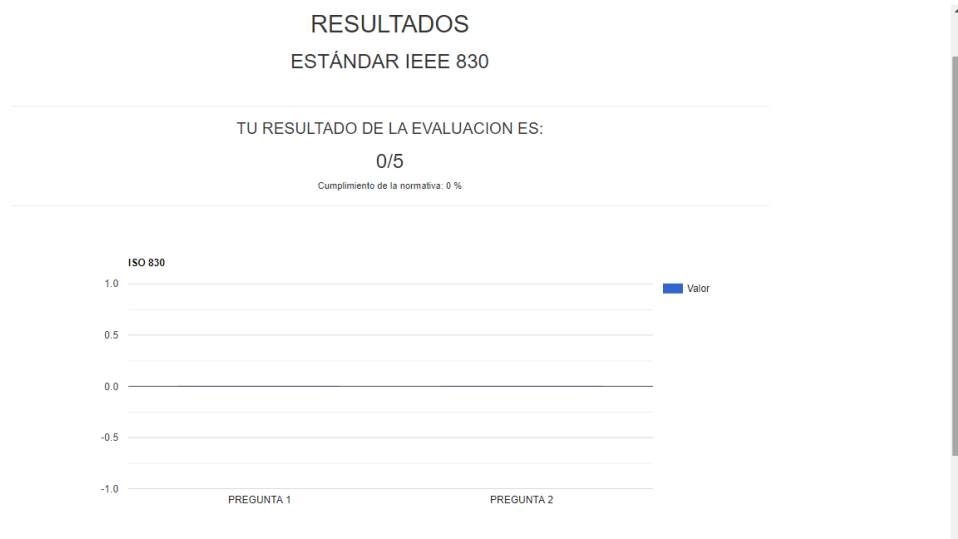 RESULTADOS
ESTÁNDAR IEEE 830
TU RESULTADO DE LA EVALUACION ES:
0/5
Cumplimiento de la normativa: 0 %
ISO 830
1.0
Valor
0.5
0.0
-0.5
-1.0
PREGUNTA 1 PREGUNTA 2